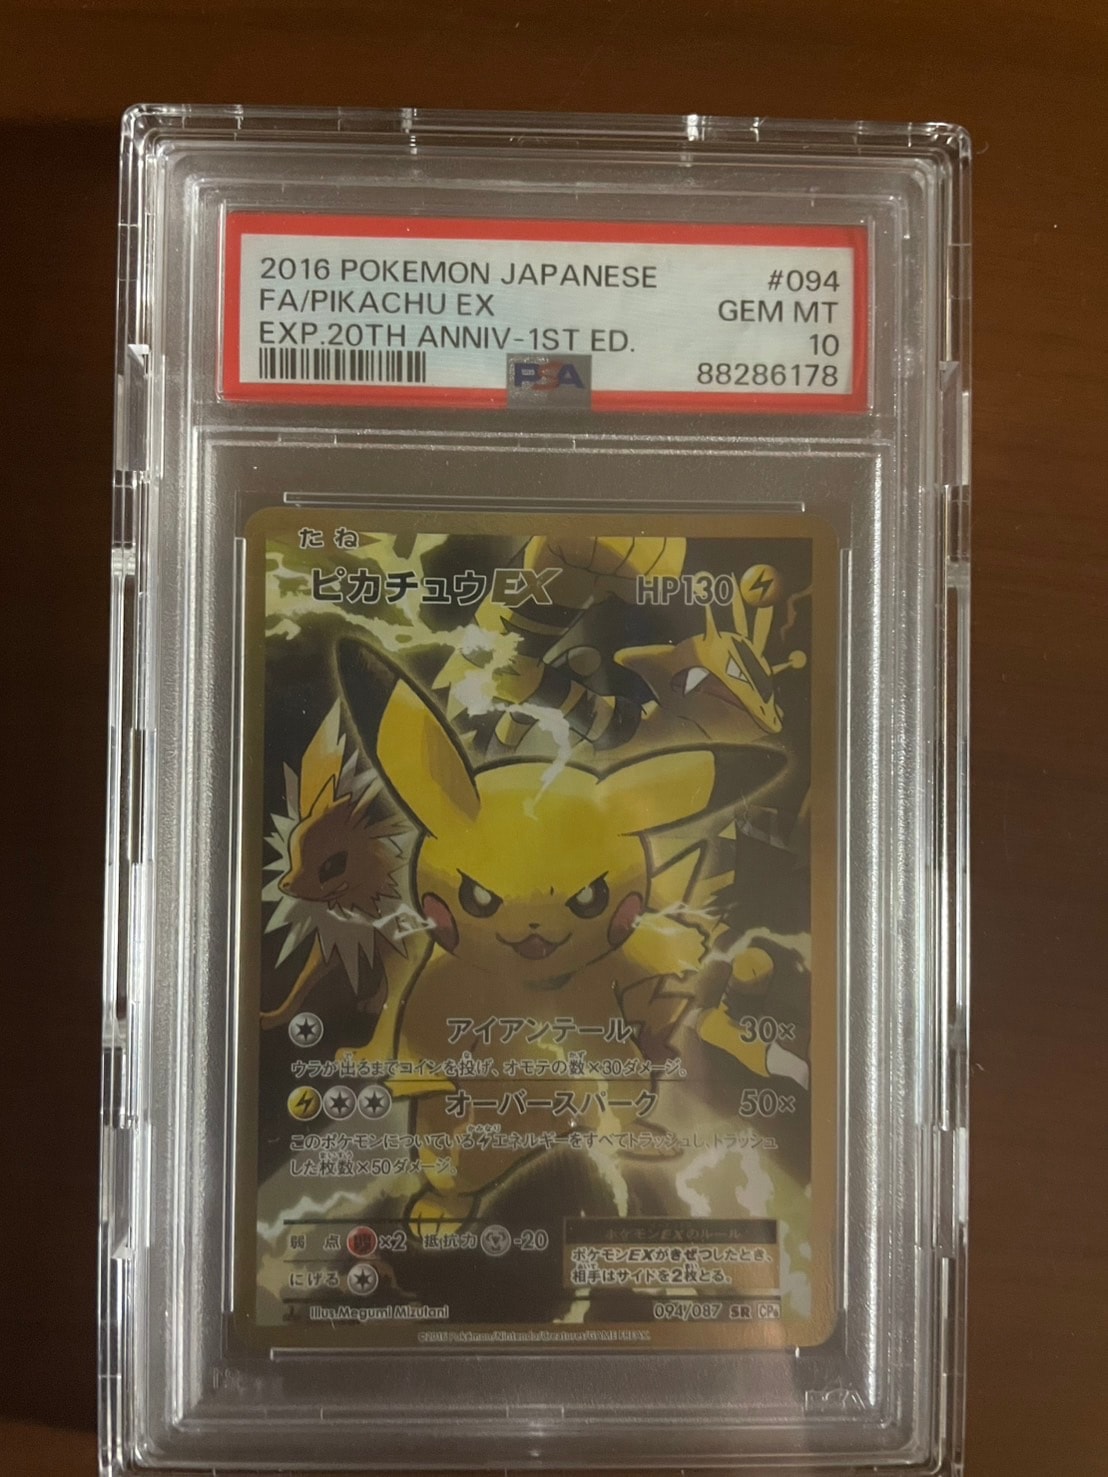 2016 POKEMON JAPANESE #094
FA/PIKACHU EX GEM MT
EXP.20TH ANNIV-1ST ED. 10
88286178
PSA
たね
ピカチュウEX HP130
アイアンテール 30×
ウラが出るまでコインを投げ、オモテの数×30ダメージ。
オーバースパーク 50×
このポケモンについているエネルギーをすべてトラッシュし、トラッシュ
した枚数×50ダメージ。
弱点 ×2 抵抗力 -20
にげる
ポケモンEXのルール
ポケモンEXがきぜつしたとき、
相手はサイドを2枚とる。
Illus.Megumi Mizutani 094/087 SR CP6
©2016 Pokémon/Nintendo/Creatures/GAME FREAK.
PSA